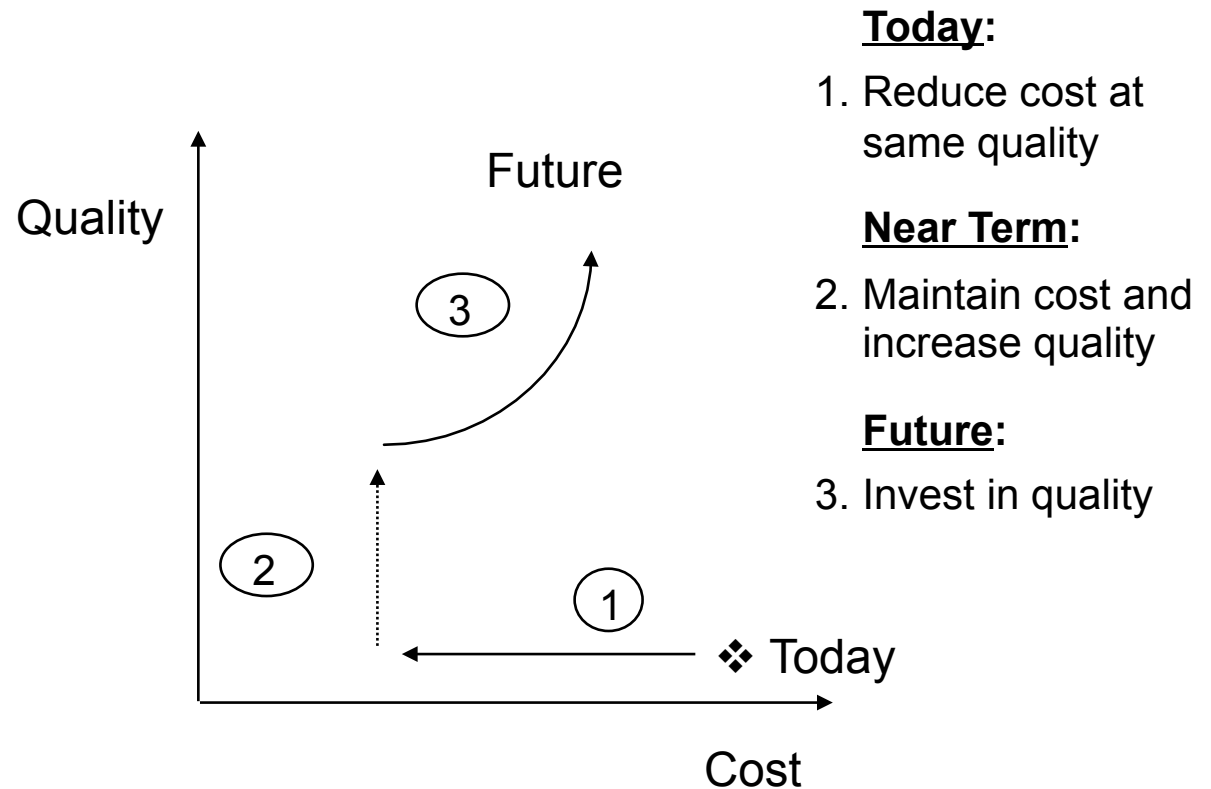 Today:
1. Reduce cost at
same quality
Near Term:
2. Maintain cost and
increase quality
Future:
3. Invest in quality
Quality
Future
3
2
1
❖ Today
Cost